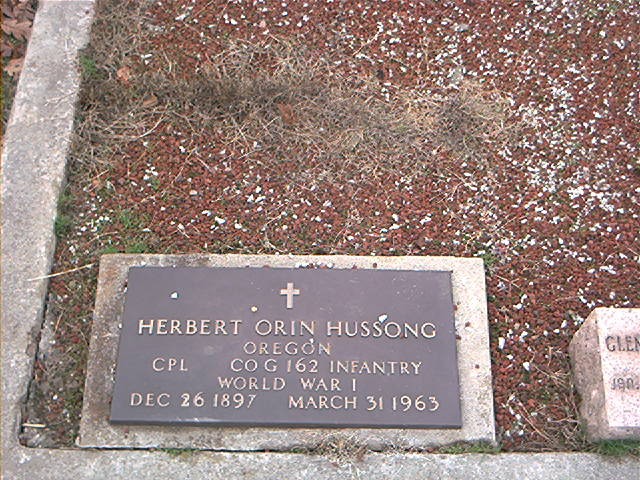 HERBERT ORIN HUSSONG
OREGON
CPL CO G 162 INFANTRY
WORLD WAR I
DEC 26 1897 MARCH 31 1963
GLEN